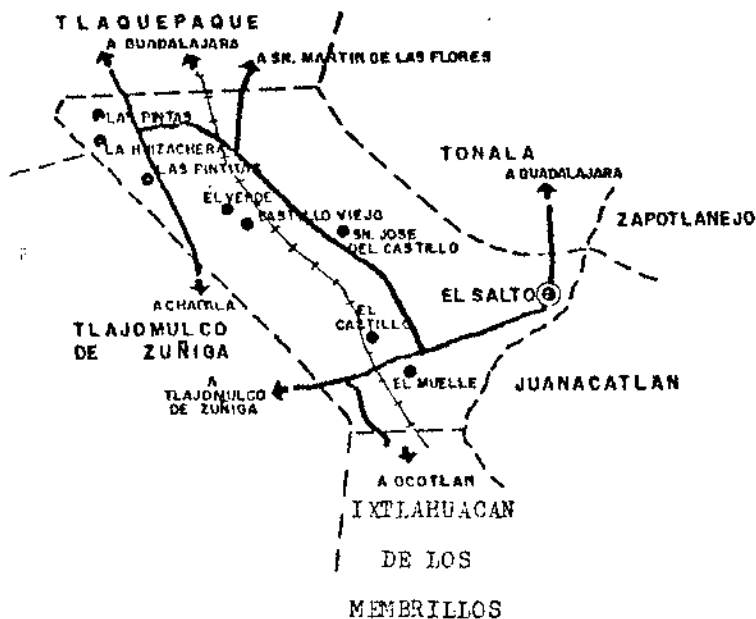 TLAQUEPAQUE
A GUADALAJARA
A SN. MARTIN DE LAS FLORES
LAS PINTAS
LA HUIZACHERA
LAS PINTITAS
TONALA
A GUADALAJARA
ZAPOTLANEJO
EL VERDE
CASTILLO VIEJO
SN. JOSE
DEL CASTILLO
EL SALTO
A CHAPALA
TLAJOMULCO
DE ZUÑIGA
EL
CASTILLO
A
TLAJOMULCO
DE ZUÑIGA
EL MUELLE
JUANACATLAN
A OCOTLAN
IXTLAHUACAN
DE LOS
MEMBRILLOS